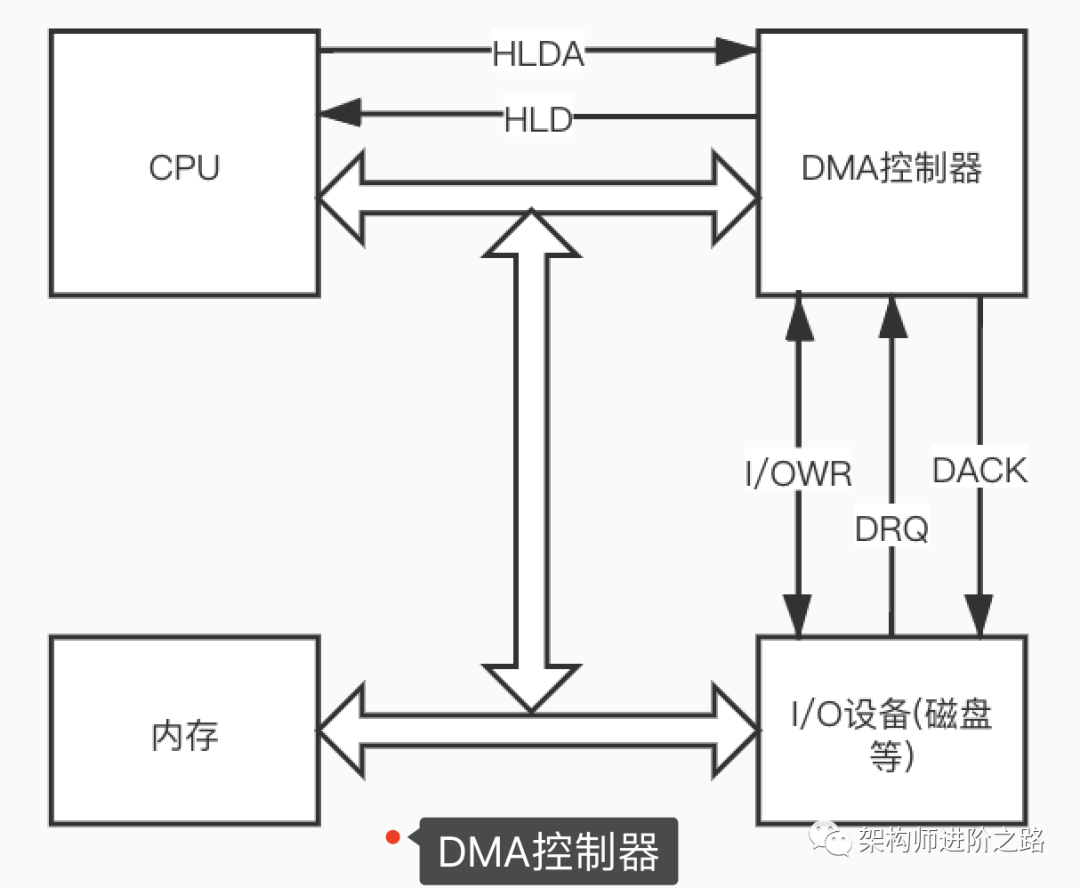 HLDA
HLD
CPU
DMA控制器
I/OWR
DACK
DRQ
内存
I/O设备(磁盘
等)
DMA控制器
架构师进阶之路